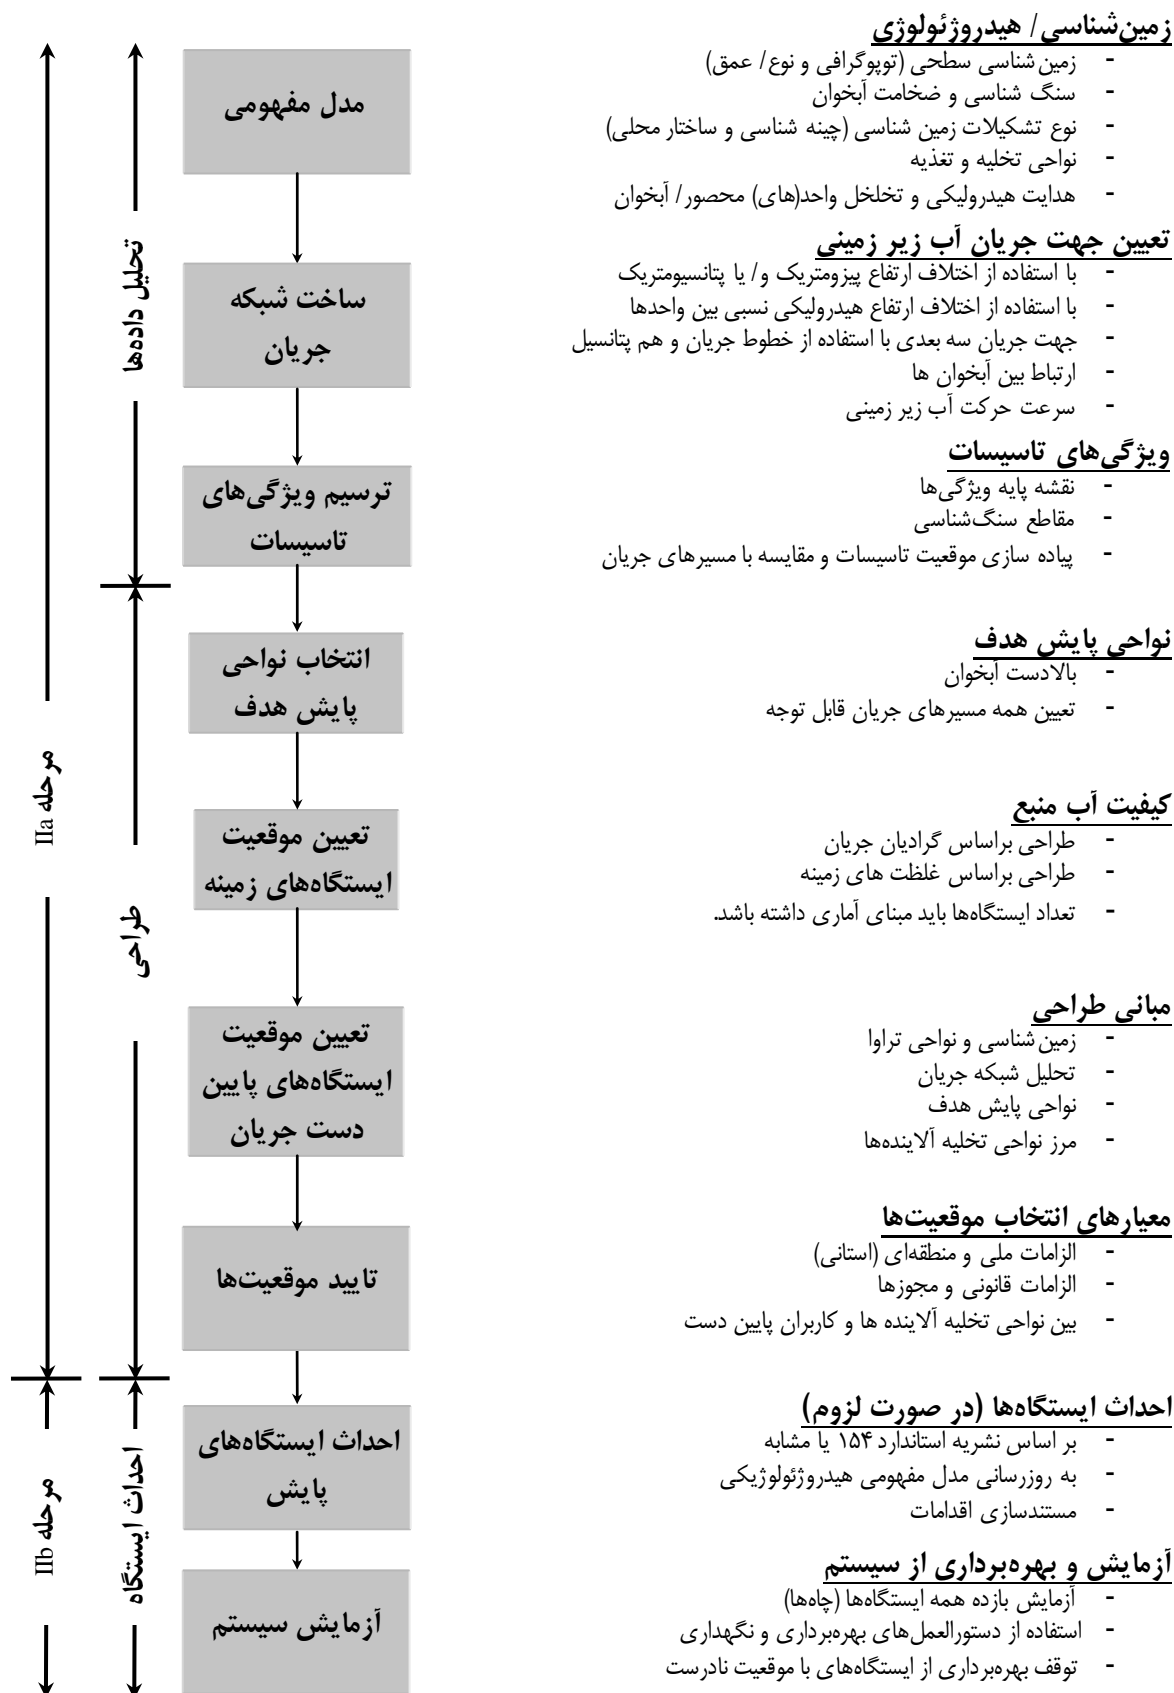 زمین‌شناسی/ هیدروژئولوژی
- زمین شناسی سطحی (توپوگرافی و نوع/ عمق)
- سنگ شناسی و ضخامت آبخوان
- نوع تشکیلات زمین شناسی (چینه شناسی و ساختار محلی)
- نواحی تخلیه و تغذیه
- هدایت هیدرولیکی و تخلخل واحد(های) محصور/ آبخوان
مدل مفهومی
تعیین جهت جریان آب زیر زمینی
- با استفاده از اختلاف ارتفاع پیزومتریک و/ یا پتانسیومتریک
- با استفاده از اختلاف ارتفاع هیدرولیکی نسبی بین واحدها
- جهت جریان سه بعدی با استفاده از خطوط جریان و هم پتانسیل
- ارتباط بین آبخوان ها
- سرعت حرکت آب زیر زمینی
ساخت شبکه
جریان
ویژگی‌های تاسیسات
- نقشه پایه ویژگی‌ها
- مقاطع سنگ‌شناسی
- پیاده سازی موقعیت تاسیسات و مقایسه با مسیرهای جریان
ترسیم ویژگی‌های
تاسیسات
نواحی پایش هدف
- بالادست آبخوان
- تعیین همه مسیرهای جریان قابل توجه
انتخاب نواحی
پایش هدف
کیفیت آب منبع
- طراحی براساس گرادیان جریان
- طراحی براساس غلظت های زمینه
- تعداد ایستگاه‌ها باید مبنای آماری داشته باشد.
تعیین موقعیت
ایستگاه‌های زمینه
مبانی طراحی
- زمین‌شناسی و نواحی تراوا
- تحلیل شبکه جریان
- نواحی پایش هدف
- مرز نواحی تخلیه آلاینده‌ها
تعیین موقعیت
ایستگاه‌های پایین
دست جریان
معیارهای انتخاب موقعیت‌ها
- الزامات ملی و منطقه‌ای (استانی)
- الزامات قانونی و مجوزها
- بین نواحی تخلیه آلاینده ها و کاربران پایین دست
تایید موقعیت‌ها
احداث ایستگاه‌ها (در صورت لزوم)
- بر اساس نشریه استاندارد ۱۵۴ یا مشابه
- به روزرسانی مدل مفهومی هیدروژئولوژیکی
- مستندسازی اقدامات
احداث ایستگاه‌های
پایش
آزمایش و بهره‌برداری از سیستم
- آزمایش بازده همه ایستگاه‌ها (چاه‌ها)
- استفاده از دستورالعمل‌های بهره‌برداری و نگهداری
- توقف بهره‌برداری از ایستگاه‌های با موقعیت نادرست
آزمایش سیستم
تحلیل داده‌ها
طراحی
احداث ایستگاه
مرحله IIa
مرحله IIb